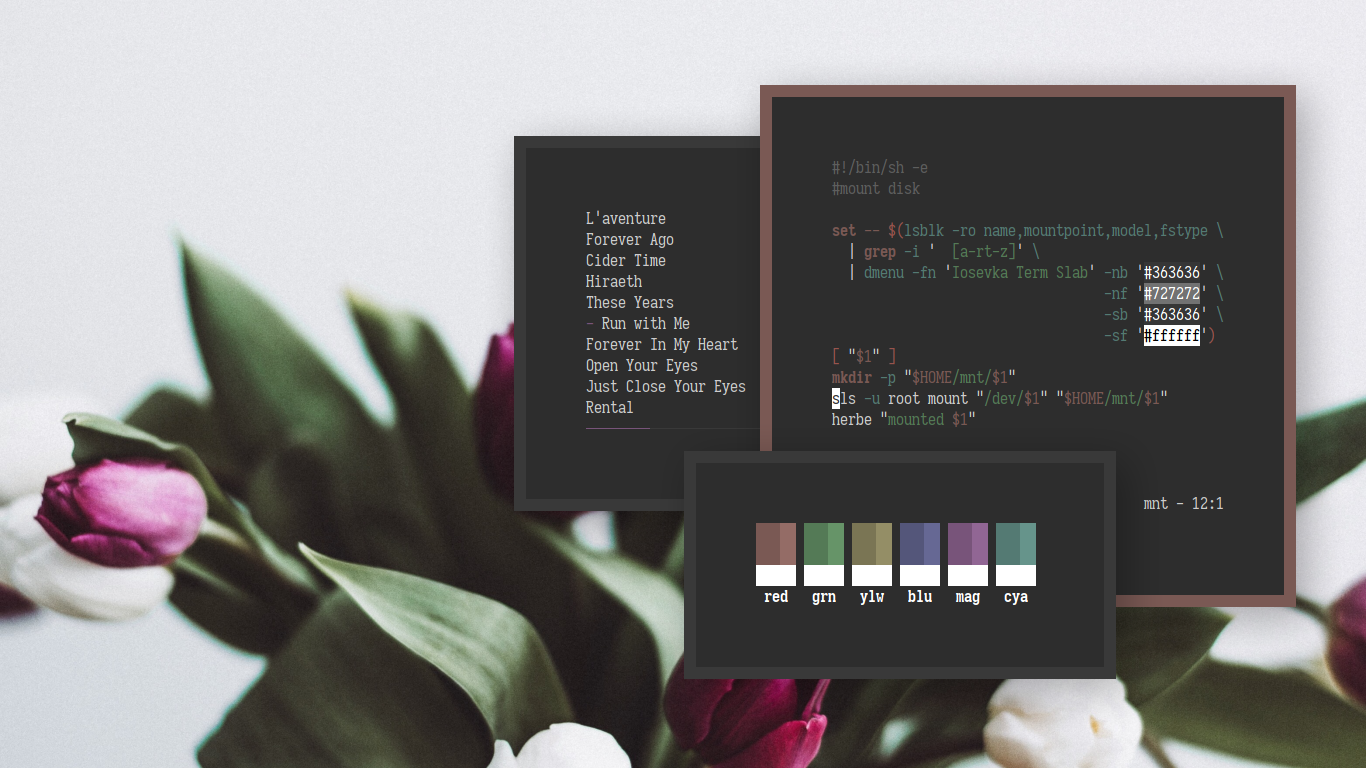 L'aventure
Forever Ago
Cider Time
Hiraeth
These Years
- Run with Me
Forever In My Heart
Open Your Eyes
Just Close Your Eyes
Rental
#!/bin/sh -e
#mount disk
set -- $(lsblk -ro name,mountpoint,model,fstype \
| grep -i '  [a-rt-z]' \
| dmenu -fn 'Iosevka Term Slab' -nb '#363636' \
-nf '#727272' \
-sb '#363636' \
-sf '#ffffff')
[ "$1" ]
mkdir -p "$HOME/mnt/$1"
sls -u root mount "/dev/$1" "$HOME/mnt/$1"
herbe "mounted $1"
mnt - 12:1
red grn ylw blu mag cya